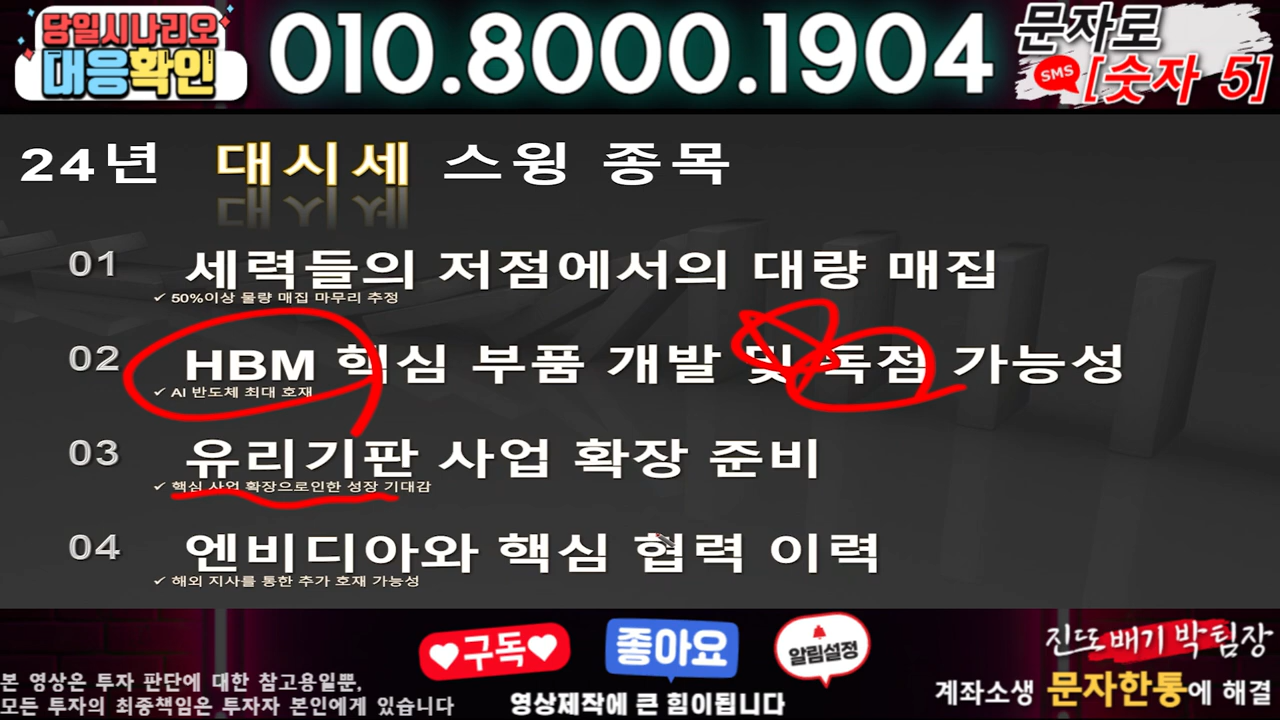 당일시나리오
대응확인
010.8000.1904
문자로
SMS
[숫자 5]
24년 대시세 스윙 종목
01 세력들의 저점에서의 대량 매집
✓ 50%이상 물량 매집 마무리 추정
02 HBM 핵심 부품 개발 및 독점 가능성
✓ AI 반도체 최대 호재
03 유리기판 사업 확장 준비
✓ 핵심 사업 확장으로인한 성장 기대감
04 엔비디아와 핵심 협력 이력
✓ 해외 지사를 통한 추가 호재 가능성
본 영상은 투자 판단에 대한 참고용일뿐,
모든 투자의 최종책임은 투자자 본인에게 있습니다
구독
좋아요
알림설정
영상제작에 큰 힘이됩니다
진또배기 박팀장
계좌소생 문자한통에 해결